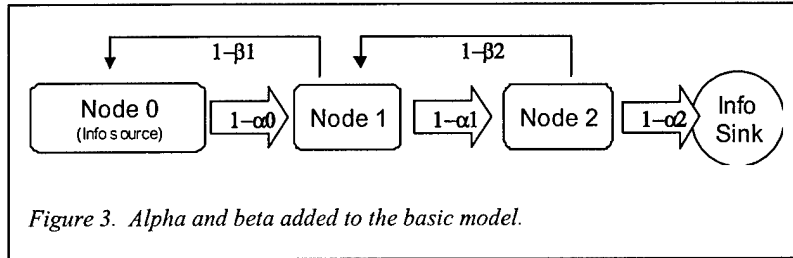 1-β1
1-β2
Node 0
(Info source)
1-α0
Node 1
1-α1
Node 2
1-α2
Info
Sink
Figure 3. Alpha and beta added to the basic model.